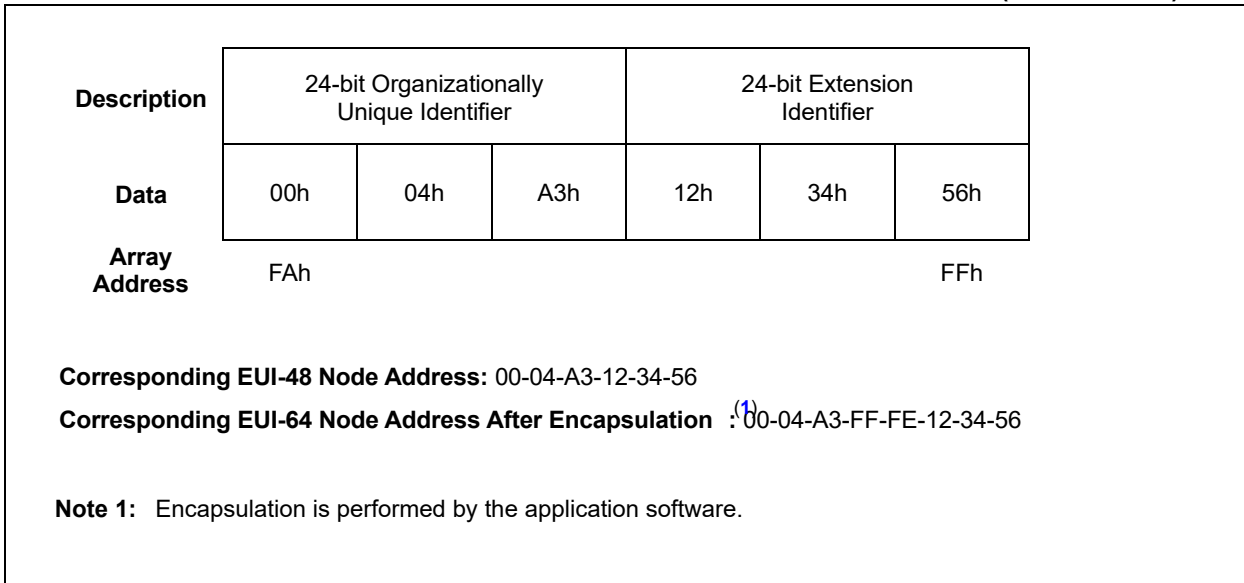 Description
24-bit Organizationally
Unique Identifier
24-bit Extension
Identifier
Data
00h 04h A3h 12h 34h 56h
Array
Address
FAh FFh
Corresponding EUI-48 Node Address: 00-04-A3-12-34-56
Corresponding EUI-64 Node Address After Encapsulation (1): 00-04-A3-FF-FE-12-34-56
Note 1: Encapsulation is performed by the application software.